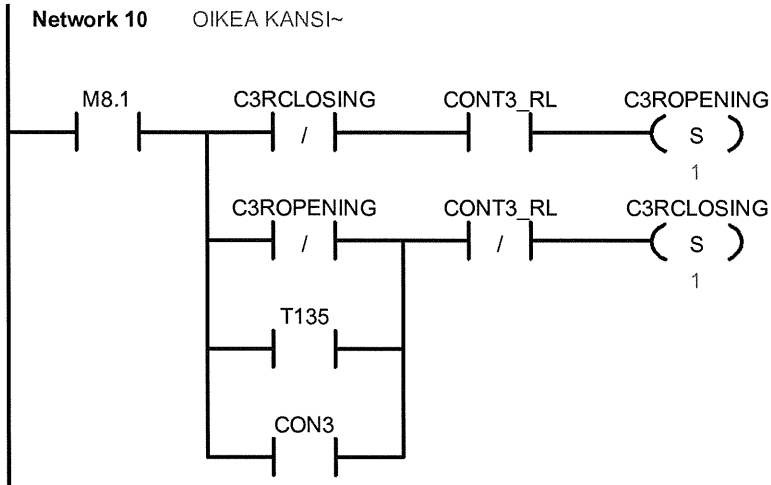 Network 10 OIKEA KANSI~
M8.1 C3RCLOSING CONT3_RL C3ROPENING
/ S
1
C3ROPENING CONT3_RL C3RCLOSING
/ / S
1
T135
CON3